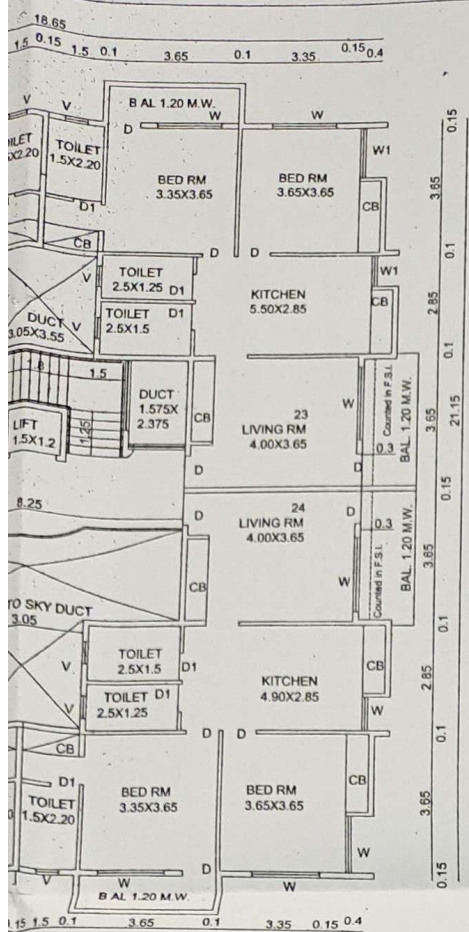 18.65
1.5 0.15 1.5 0.1 3.65 0.1 3.35 0.15 0.4
B AL 1.20 M.W.
V V D W W
TOILET
1.5X2.20
BED RM
3.35X3.65
BED RM
3.65X3.65
W1
CB
0.15
3.65
D1
CB
D D
V
TOILET
2.5X1.25 D1
TOILET D1
2.5X1.5
KITCHEN
5.50X2.85
W1
CB
0.1
2.85
DUCT V
3.05X3.55
0.1
1.5
DUCT
1.575X
2.375
CB
23
LIVING RM
4.00X3.65
W
Counted in F.S.I.
BAL. 1.20 M.W.
3.65
21.15
LIFT
1.5X1.2
1.25
0.3
D D
0.15
8.25
D
24
LIVING RM
4.00X3.65
D
0.3
W
Counted in F.S.I.
BAL. 1.20 M.W.
3.65
CB
TO SKY DUCT
3.05
0.1
TOILET
2.5X1.5
D1
TOILET D1
2.5X1.25
V
V
KITCHEN
4.90X2.85
CB
W
2.85
CB
D D
0.1
D1
TOILET
1.5X2.20
BED RM
3.35X3.65
BED RM
3.65X3.65
CB
3.65
W
D
V W W
B AL 1.20 M.W.
0.15
.15 1.5 0.1 3.65 0.1 3.35 0.15 0.4